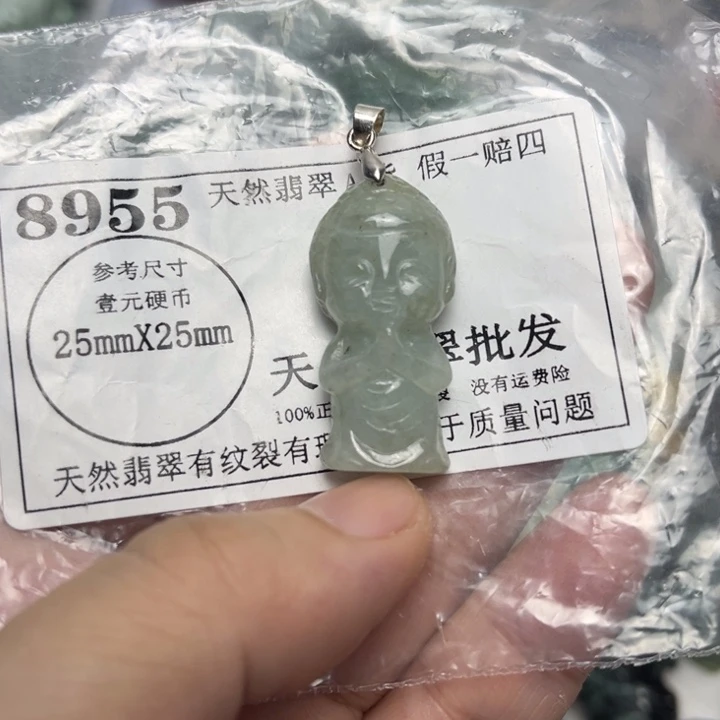 8955 天然翡翠A 假一赔四
参考尺寸
壹元硬币
25mmX25mm
天 批发
100%正 没有运费险
天然翡翠有纹裂有 于质量问题